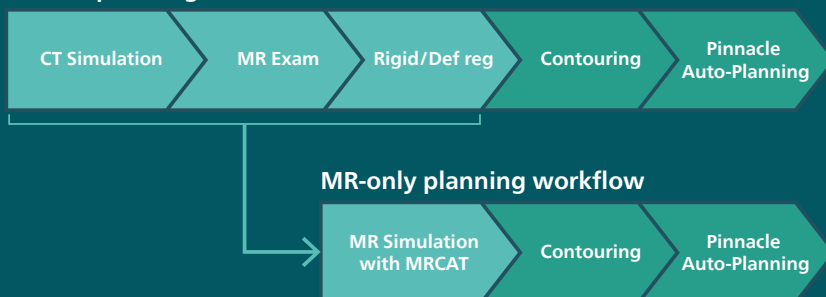 CT Simulation
MR Exam
Rigid/Def reg
Contouring
Pinnacle
Auto-Planning
MR-only planning workflow
MR Simulation
with MRCAT
Contouring
Pinnacle
Auto-Planning